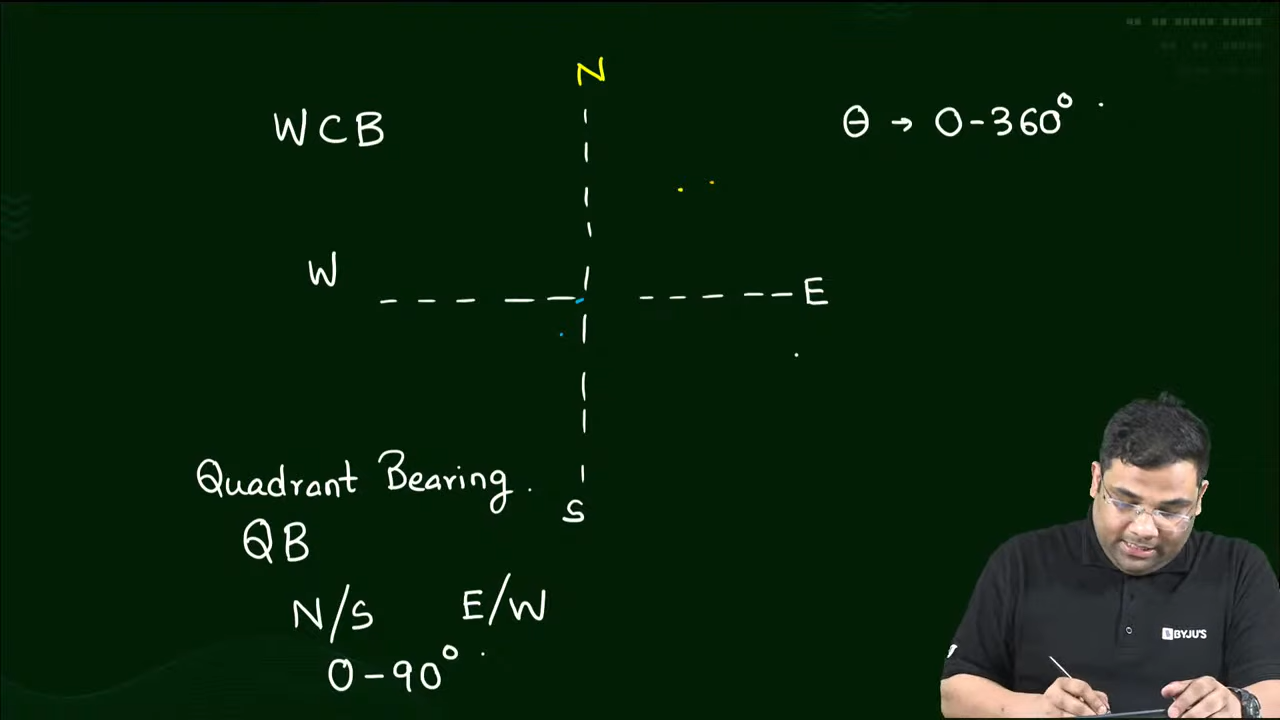 N
WCB
θ → 0-360°
W
E
Quadrant Bearing.
S
QB
N/S E/W
0-90°
BYJU'S